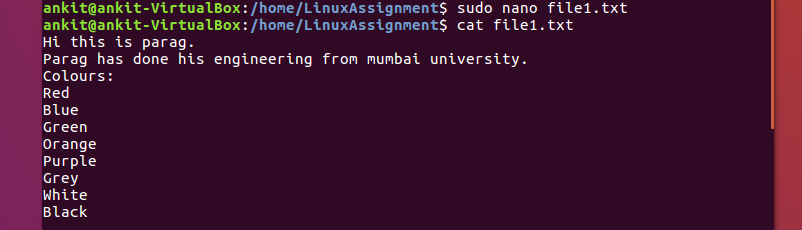 ankit@ankit-VirtualBox:/home/LinuxAssignment$ sudo nano file1.txt
ankit@ankit-VirtualBox:/home/LinuxAssignment$ cat file1.txt
Hi this is parag.
Parag has done his engineering from mumbai university.
Colours:
Red
Blue
Green
Orange
Purple
Grey
White
Black